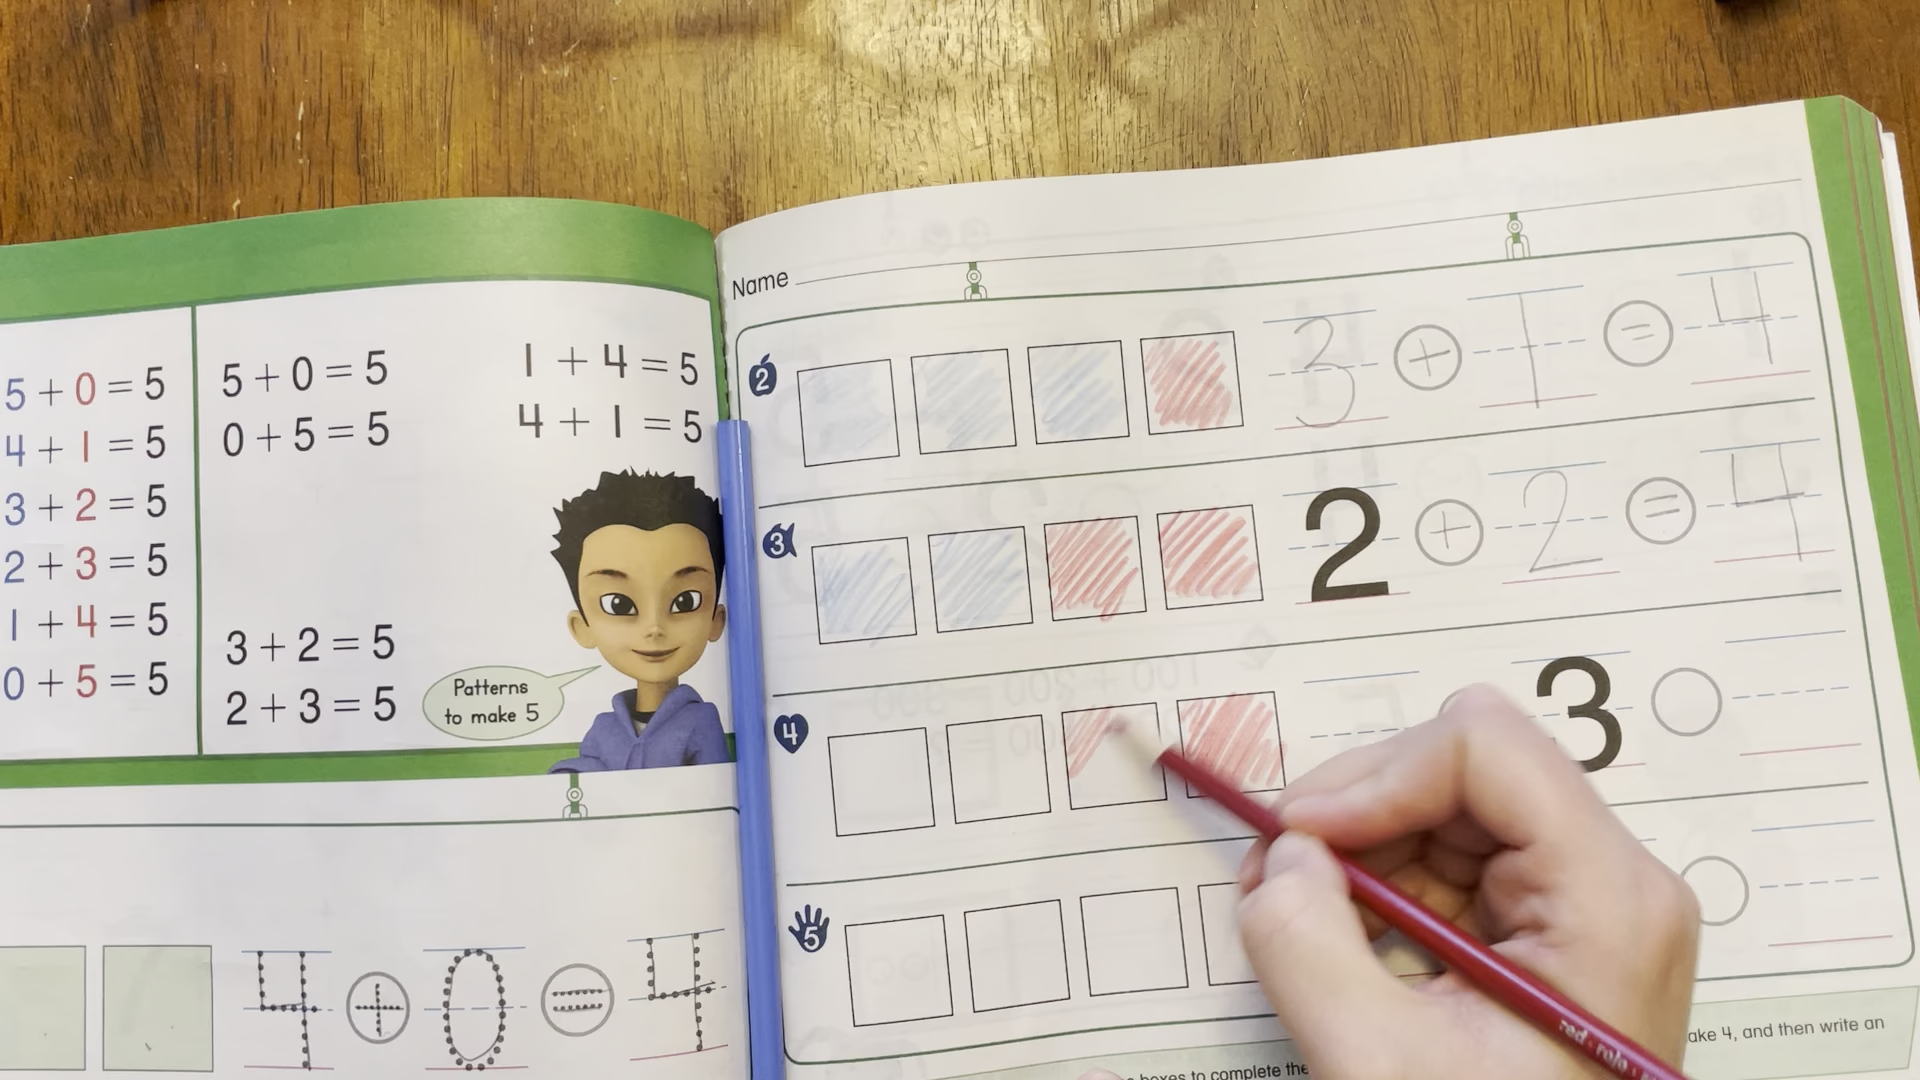 5 + 0 = 5
4 + 1 = 5
3 + 2 = 5
2 + 3 = 5
1 + 4 = 5
0 + 5 = 5
5 + 0 = 5
0 + 5 = 5
1 + 4 = 5
4 + 1 = 5
3 + 2 = 5
2 + 3 = 5
Patterns
to make 5
4 + 0 = 4
Name
2 3 + 1 = 4
3 2 + 2 = 4
4 3
5
make 4, and then write an
boxes to complete the
red